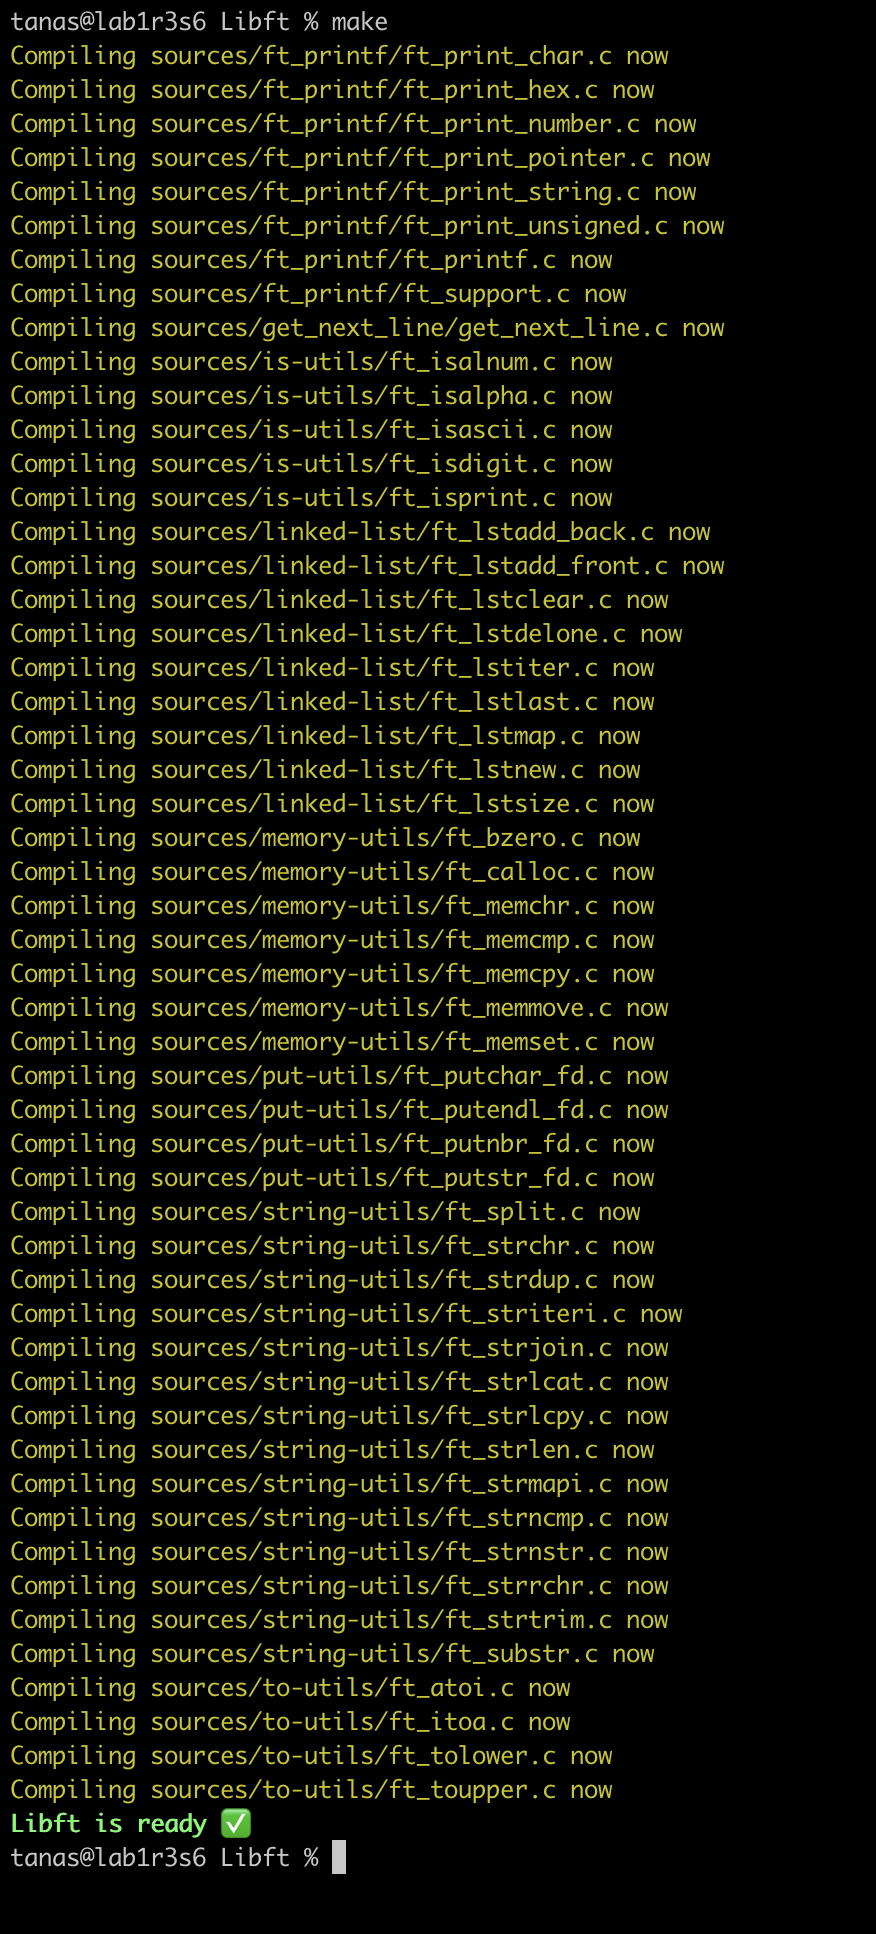 tanas@lab1r3s6 Libft % make
Compiling sources/ft_printf/ft_print_char.c now
Compiling sources/ft_printf/ft_print_hex.c now
Compiling sources/ft_printf/ft_print_number.c now
Compiling sources/ft_printf/ft_print_pointer.c now
Compiling sources/ft_printf/ft_print_string.c now
Compiling sources/ft_printf/ft_print_unsigned.c now
Compiling sources/ft_printf/ft_printf.c now
Compiling sources/ft_printf/ft_support.c now
Compiling sources/get_next_line/get_next_line.c now
Compiling sources/is-utils/ft_isalnum.c now
Compiling sources/is-utils/ft_isalpha.c now
Compiling sources/is-utils/ft_isascii.c now
Compiling sources/is-utils/ft_isdigit.c now
Compiling sources/is-utils/ft_isprint.c now
Compiling sources/linked-list/ft_lstadd_back.c now
Compiling sources/linked-list/ft_lstadd_front.c now
Compiling sources/linked-list/ft_lstclear.c now
Compiling sources/linked-list/ft_lstdelone.c now
Compiling sources/linked-list/ft_lstiter.c now
Compiling sources/linked-list/ft_lstlast.c now
Compiling sources/linked-list/ft_lstmap.c now
Compiling sources/linked-list/ft_lstnew.c now
Compiling sources/linked-list/ft_lstsize.c now
Compiling sources/memory-utils/ft_bzero.c now
Compiling sources/memory-utils/ft_calloc.c now
Compiling sources/memory-utils/ft_memchr.c now
Compiling sources/memory-utils/ft_memcmp.c now
Compiling sources/memory-utils/ft_memcpy.c now
Compiling sources/memory-utils/ft_memmove.c now
Compiling sources/memory-utils/ft_memset.c now
Compiling sources/put-utils/ft_putchar_fd.c now
Compiling sources/put-utils/ft_putendl_fd.c now
Compiling sources/put-utils/ft_putnbr_fd.c now
Compiling sources/put-utils/ft_putstr_fd.c now
Compiling sources/string-utils/ft_split.c now
Compiling sources/string-utils/ft_strchr.c now
Compiling sources/string-utils/ft_strdup.c now
Compiling sources/string-utils/ft_striteri.c now
Compiling sources/string-utils/ft_strjoin.c now
Compiling sources/string-utils/ft_strlcat.c now
Compiling sources/string-utils/ft_strlcpy.c now
Compiling sources/string-utils/ft_strlen.c now
Compiling sources/string-utils/ft_strmapi.c now
Compiling sources/string-utils/ft_strncmp.c now
Compiling sources/string-utils/ft_strnstr.c now
Compiling sources/string-utils/ft_strrchr.c now
Compiling sources/string-utils/ft_strtrim.c now
Compiling sources/string-utils/ft_substr.c now
Compiling sources/to-utils/ft_atoi.c now
Compiling sources/to-utils/ft_itoa.c now
Compiling sources/to-utils/ft_tolower.c now
Compiling sources/to-utils/ft_toupper.c now
Libft is ready ✅
tanas@lab1r3s6 Libft %